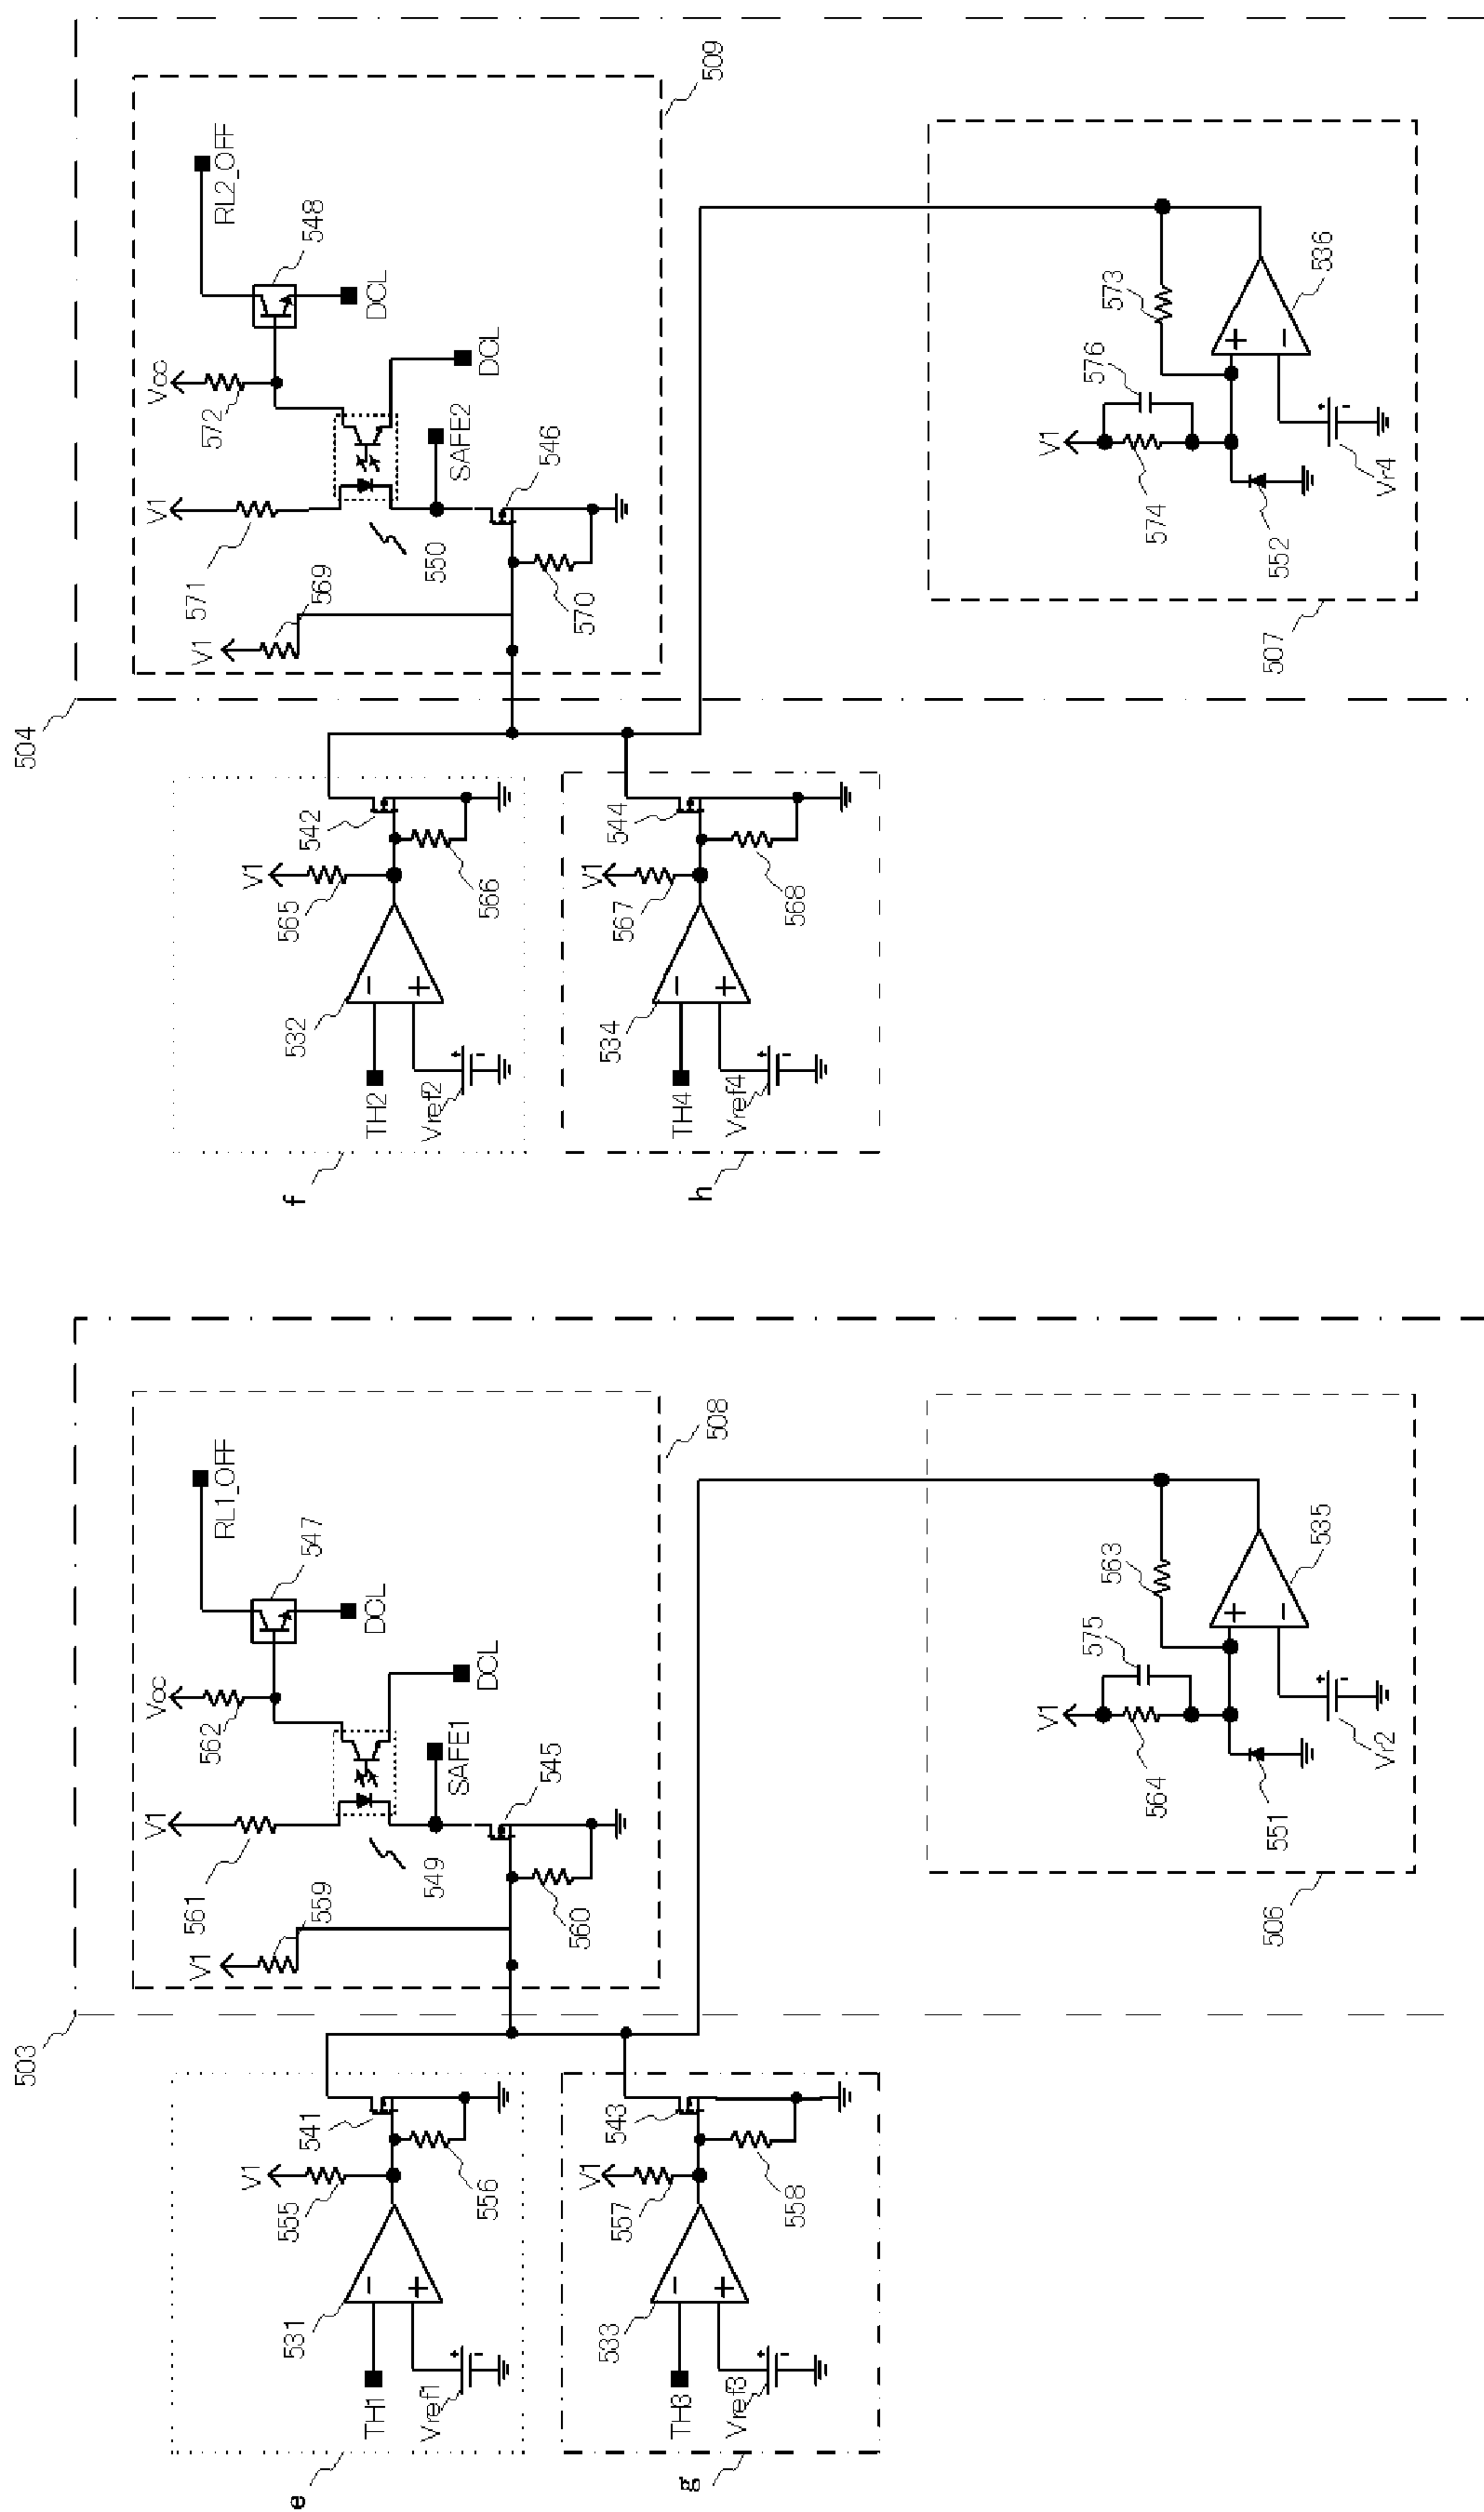 503
e
TH1
Vref1
531
V1
555
541
556
g
TH3
Vref3
533
V1
557
543
558
V1
559
561
V1
562
Vcc
RL1_OFF
547
DCL
DCL
SAFE1
549
545
560
508
V1
564
575
563
551
535
Vr2
506
504
f
TH2
Vref2
532
V1
565
542
566
h
TH4
Vref4
534
V1
567
544
568
V1
569
571
V1
572
Vcc
RL2_OFF
548
DCL
DCL
SAFE2
550
546
570
509
V1
574
576
573
552
536
Vr4
507